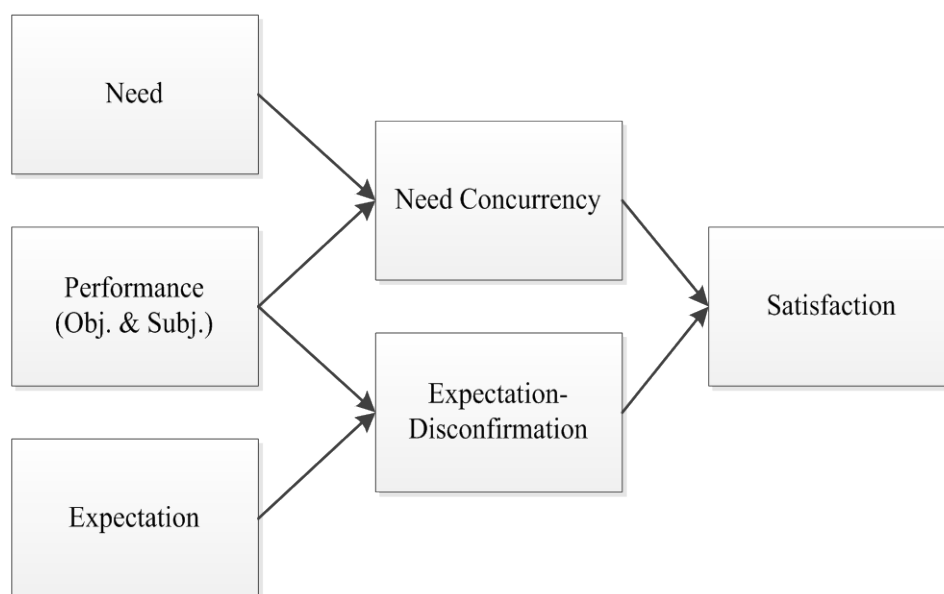 Need
Need Concurrency
Performance
(Obj. & Subj.)
Satisfaction
Expectation-
Disconfirmation
Expectation